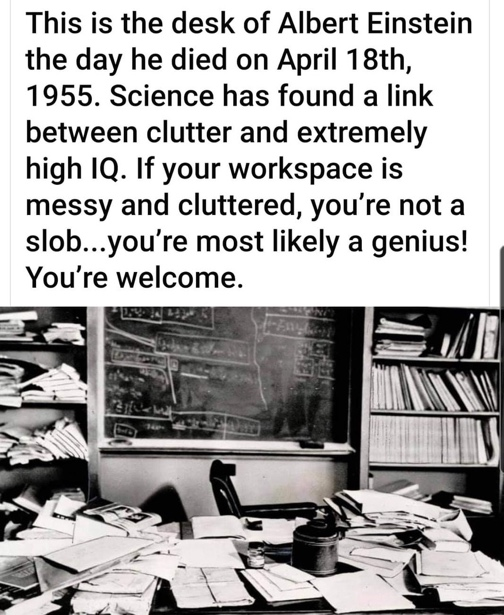 This is the desk of Albert Einstein
the day he died on April 18th,
1955. Science has found a link
between clutter and extremely
high IQ. If your workspace is
messy and cluttered, you’re not a
slob...you’re most likely a genius!
You’re welcome.